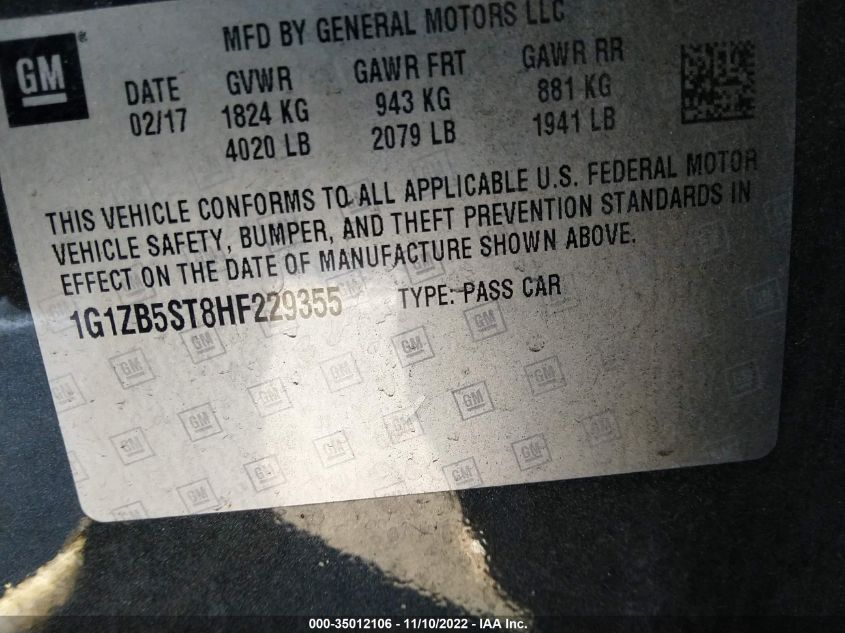 MFD BY GENERAL MOTORS LLC
GM®
DATE GVWR GAWR FRT GAWR RR
02/17 1824 KG 943 KG 881 KG
4020 LB 2079 LB 1941 LB
THIS VEHICLE CONFORMS TO ALL APPLICABLE U.S. FEDERAL MOTOR
VEHICLE SAFETY, BUMPER, AND THEFT PREVENTION STANDARDS IN
EFFECT ON THE DATE OF MANUFACTURE SHOWN ABOVE.
1G1ZB5ST8HF229355 TYPE: PASS CAR
000-35012106 - 11/10/2022 - IAA Inc.